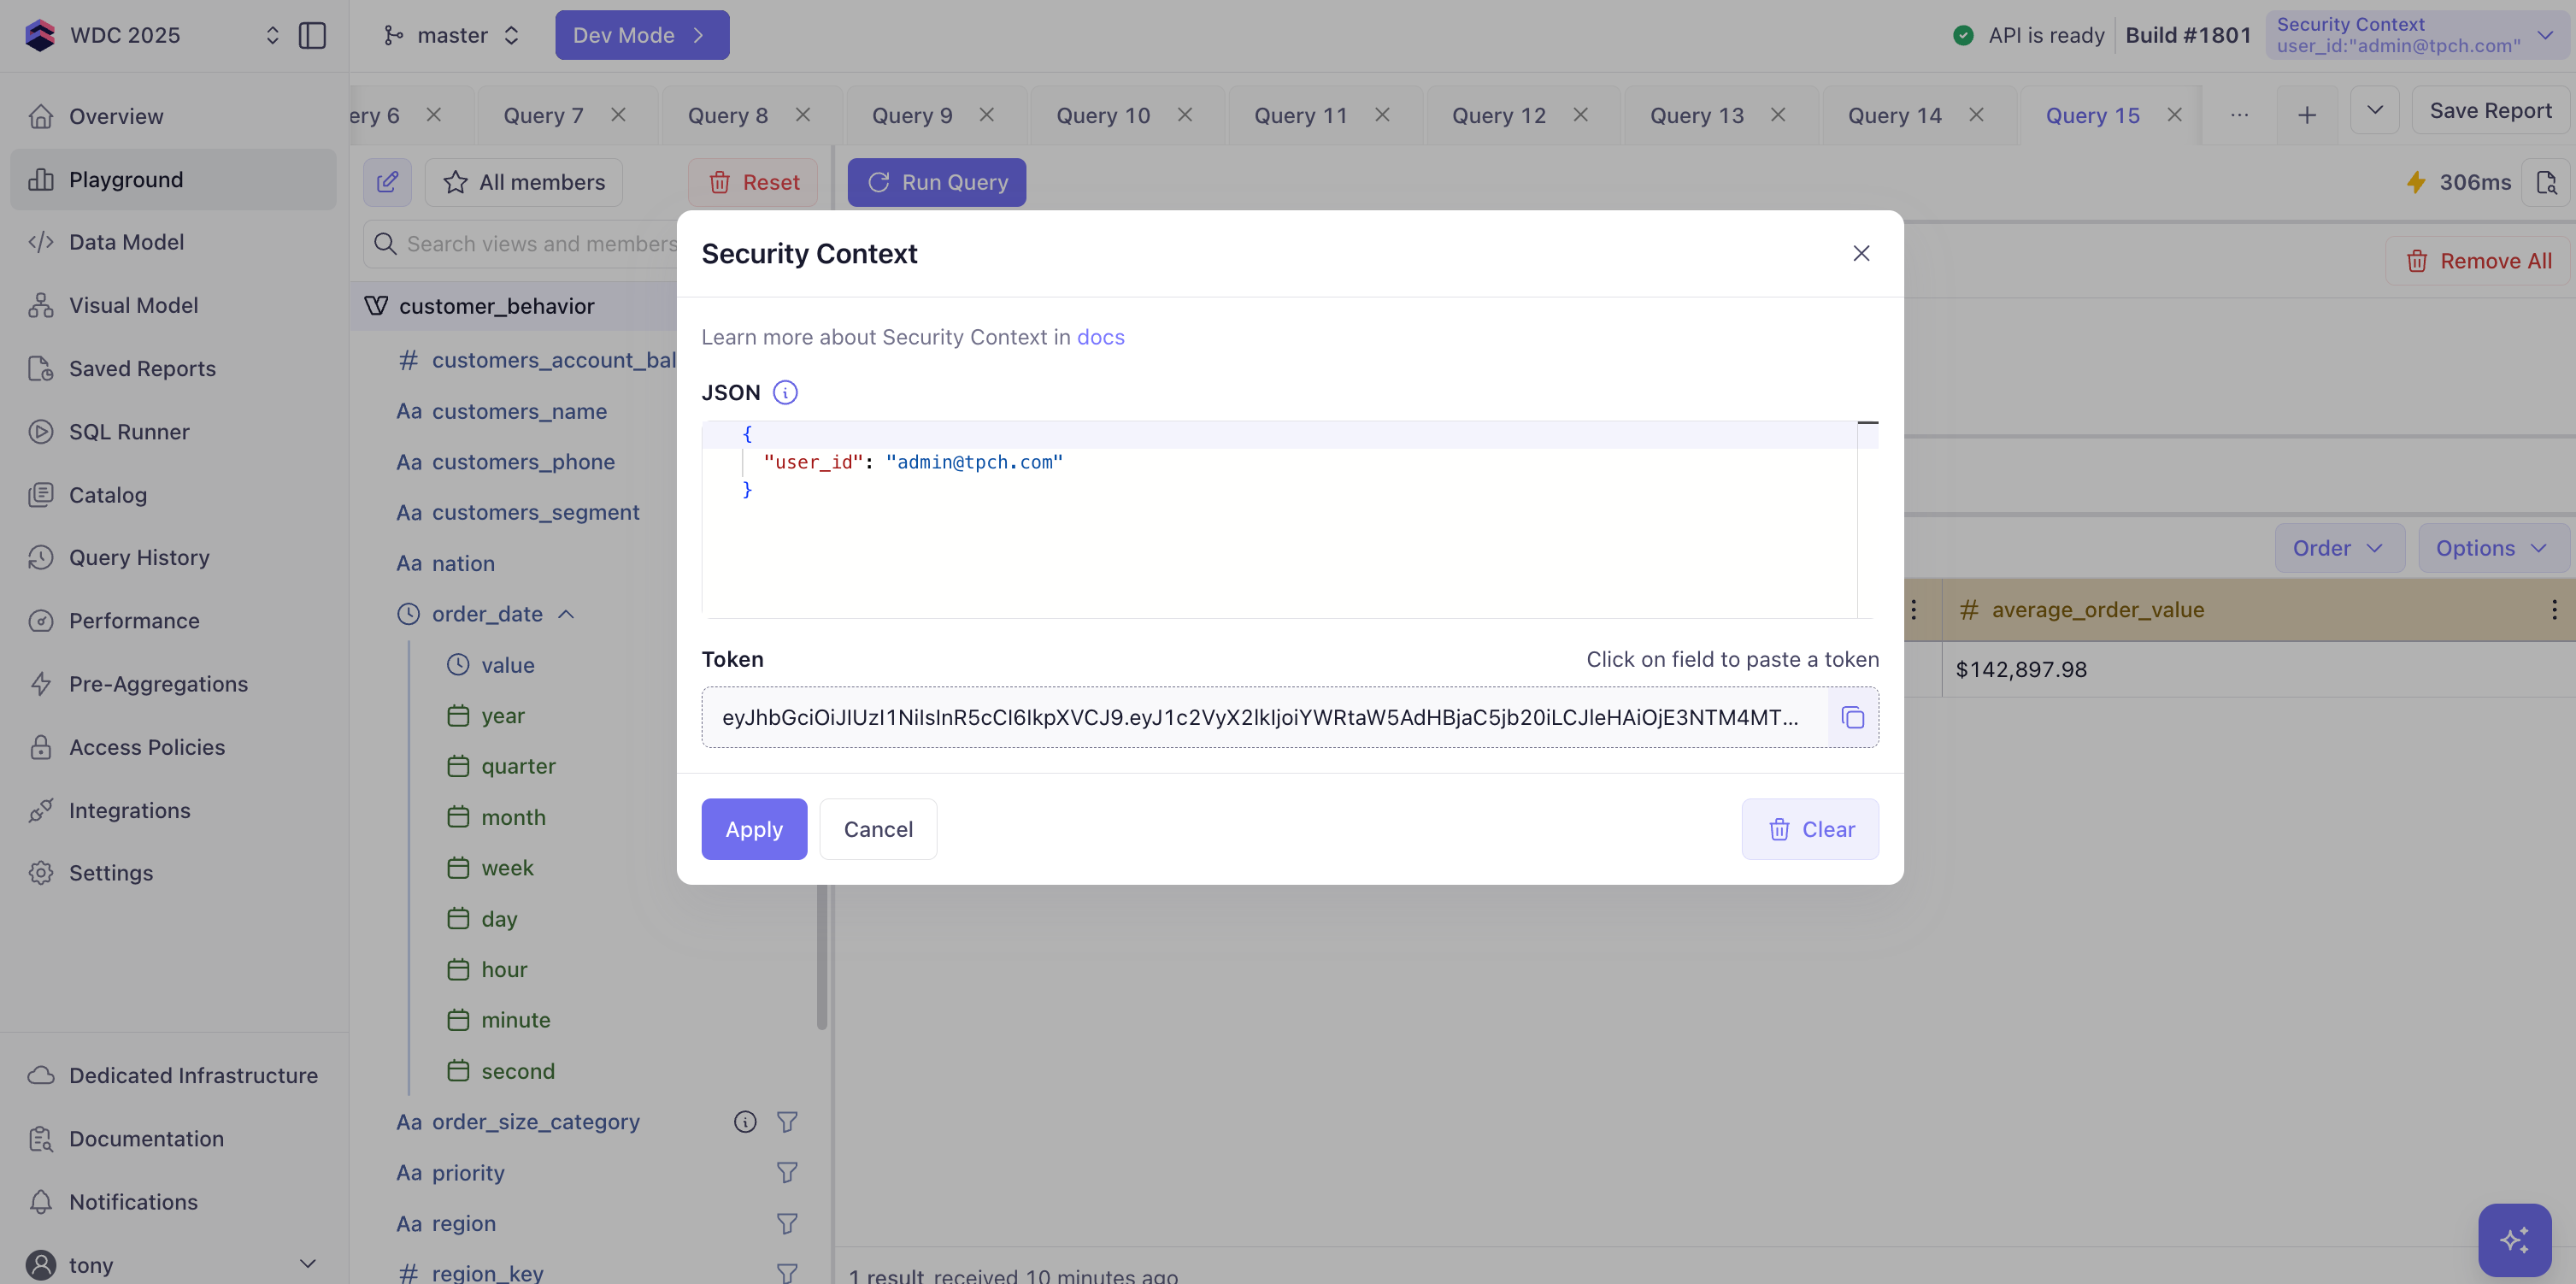 WDC 2025
master
Dev Mode
API is ready
Build #1801
Security Context
user_id:"admin@tpch.com"
Overview
Playground
Data Model
Visual Model
Saved Reports
SQL Runner
Catalog
Query History
Performance
Pre-Aggregations
Access Policies
Integrations
Settings
Dedicated Infrastructure
Documentation
Notifications
tony
ery 6
Query 7
Query 8
Query 9
Query 10
Query 11
Query 12
Query 13
Query 14
Query 15
...
Save Report
All members
Reset
Run Query
306ms
Search views and members
Remove All
customer_behavior
# customers_account_bal
Aa customers_name
Aa customers_phone
Aa customers_segment
Aa nation
order_date
value
year
quarter
month
week
day
hour
minute
second
Aa order_size_category
Aa priority
Aa region
# region_key
Security Context
Learn more about Security Context in docs
JSON
{
"user_id": "admin@tpch.com"
}
Token
Click on field to paste a token
eyJhbGciOiJIUzI1NiIsInR5cCI6IkpXVCJ9.eyJ1c2VyX2lkIjoiYWRtaW5AdHBjaC5jb20iLCJleHAiOjE3NTM4MT...
Apply
Cancel
Clear
Order
Options
# average_order_value
$142,897.98
1 result received 10 minutes ago